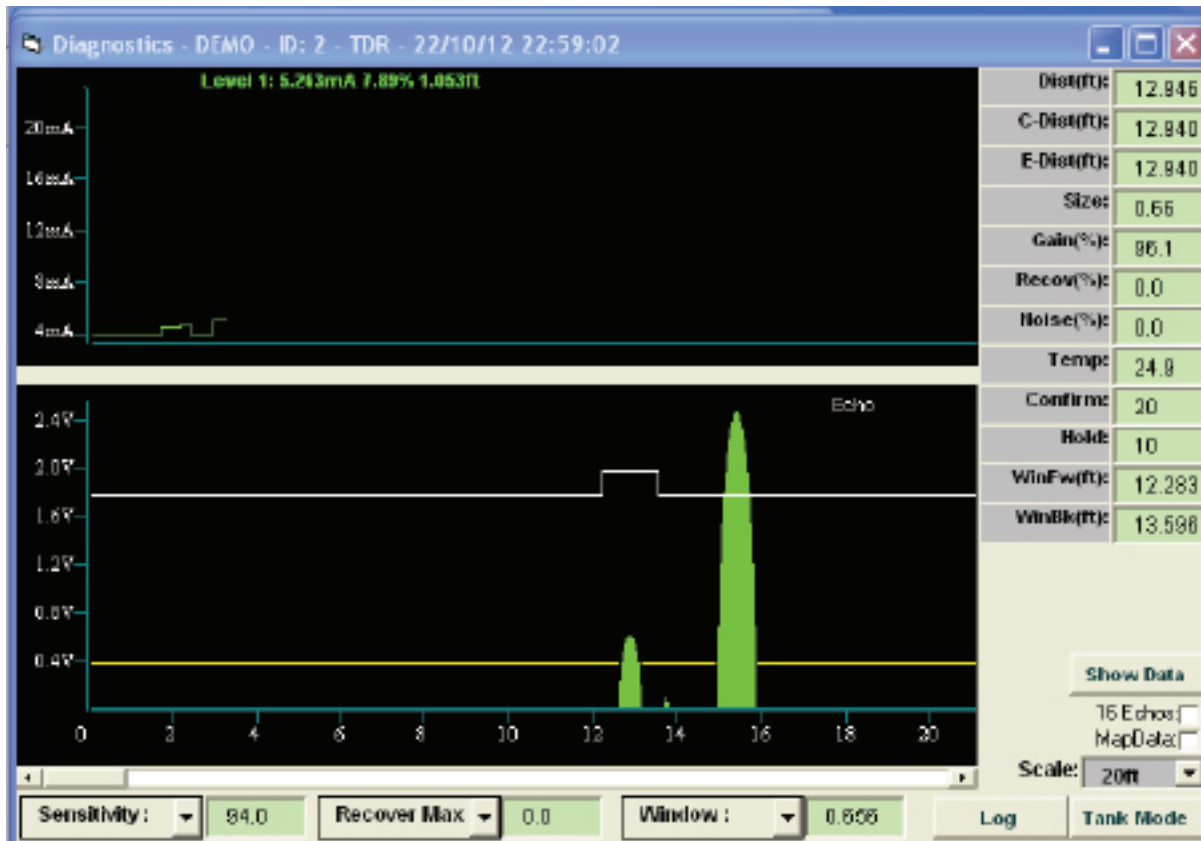 Diagnostics - DEMO - ID: 2 - TDR - 22/10/12 22:59:02
Level 1: 5.263mA 7.89% 1.053ft
20mA
16mA
12mA
8mA
4mA
Echo
2.4V
2.0V
1.6V
1.2V
0.8V
0.4V
0 2 4 6 8 10 12 14 16 18 20
Dist(ft): 12.946
C-Dist(ft): 12.940
E-Dist(ft): 12.940
Size: 0.66
Gain(%): 96.1
Recov(%): 0.0
Noise(%): 0.0
Temp: 24.9
Confirm: 20
Hold: 10
WinFw(ft): 12.283
WinBk(ft): 13.596
Show Data
16 Echos:
MapData:
Scale: 20ft
Sensitivity : 94.0 Recover Max 0.0 Window : 0.656 Log Tank Mode